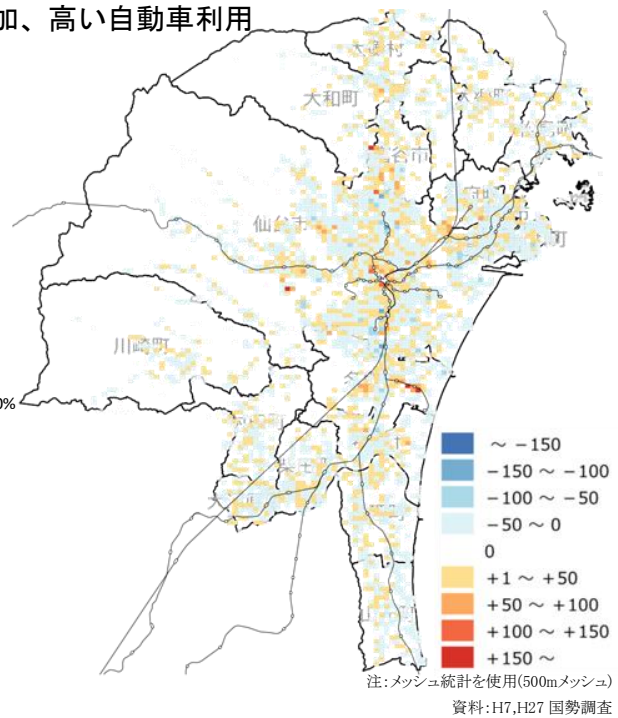 加、高い自動車利用
大和町
仙台市
川崎町
0%
～ −150
−150 ～ −100
−100 ～ −50
−50 ～ 0
0
+1 ～ +50
+50 ～ +100
+100 ～ +150
+150 ～
注：メッシュ統計を使用(500mメッシュ)
資料：H7,H27 国勢調査